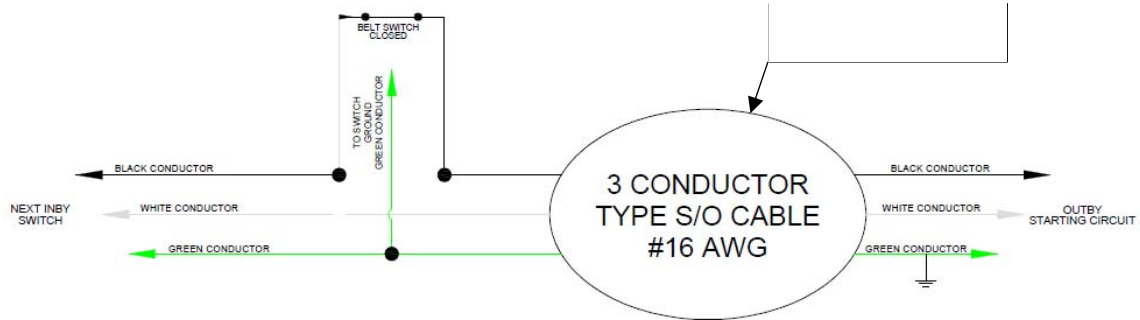 BELT SWITCH
CLOSED
TO SWITCH
GROUND
GREEN CONDUCTOR
BLACK CONDUCTOR
NEXT INBY
SWITCH
WHITE CONDUCTOR
GREEN CONDUCTOR
3 CONDUCTOR
TYPE S/O CABLE
#16 AWG
BLACK CONDUCTOR
WHITE CONDUCTOR
OUTBY
STARTING CIRCUIT
GREEN CONDUCTOR